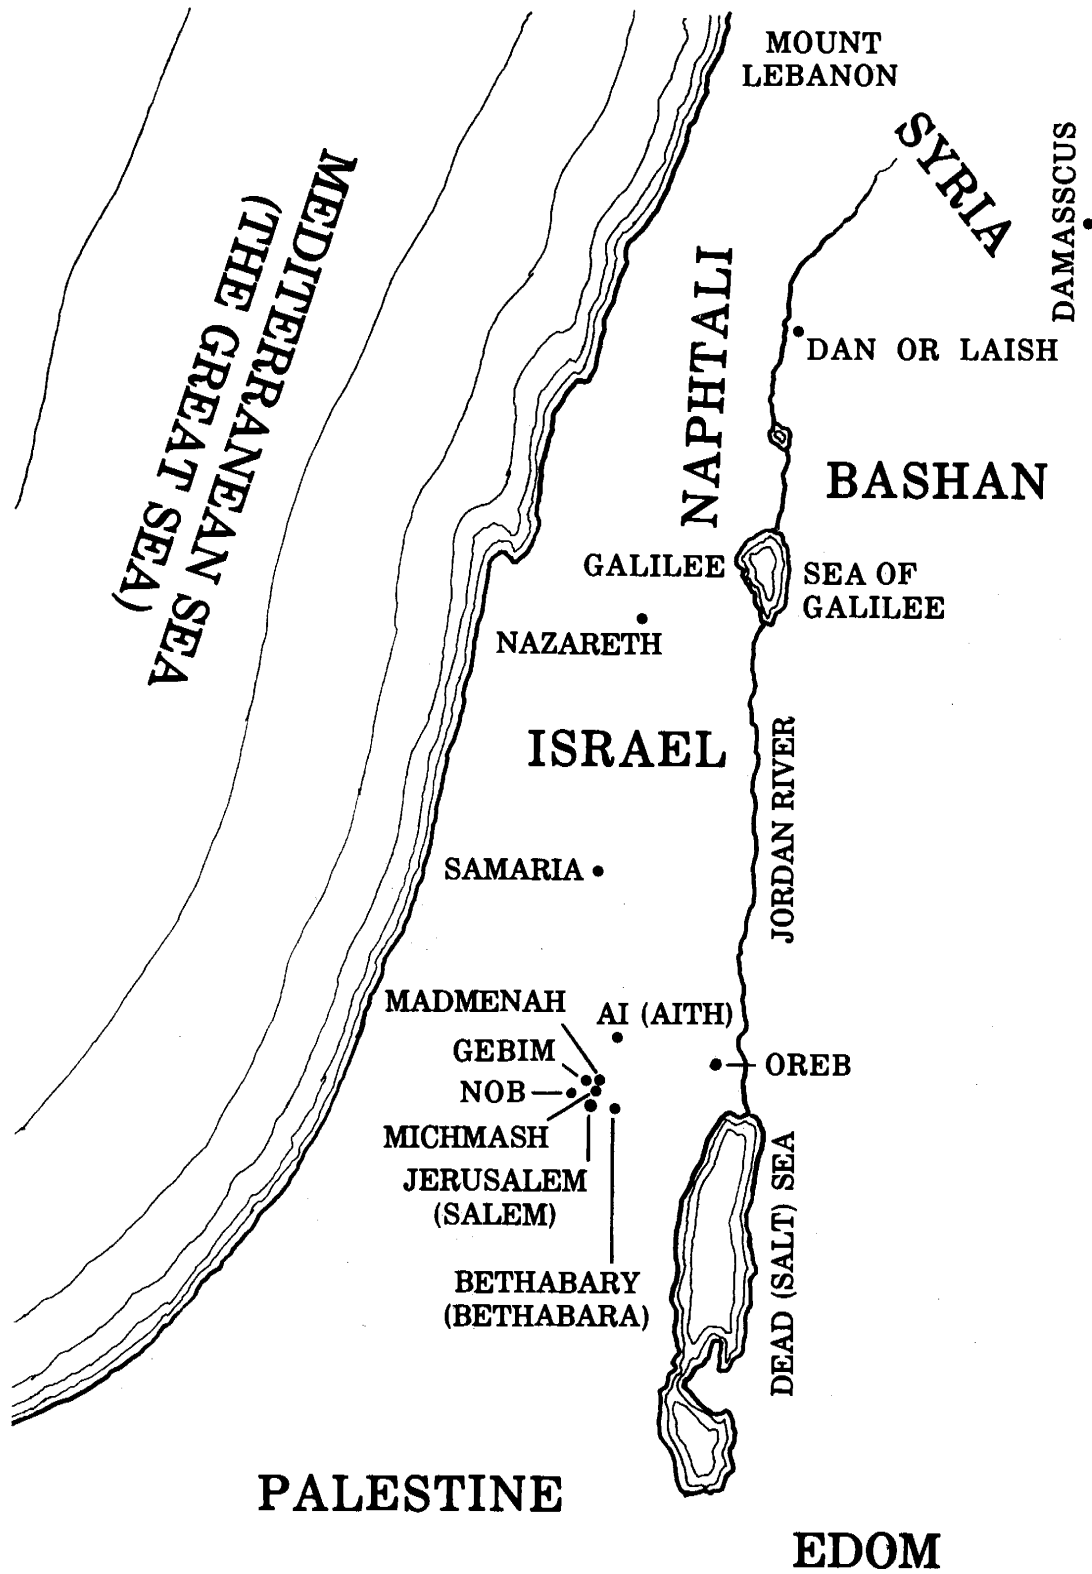 MOUNT
LEBANON
SYRIA
DAMASSCUS
MEDITERRANEAN SEA
(THE GREAT SEA)
NAPHTALI
DAN OR LAISH
BASHAN
GALILEE
SEA OF
GALILEE
NAZARETH
ISRAEL
JORDAN RIVER
SAMARIA
MADMENAH
AI (AITH)
GEBIM
OREB
NOB
MICHMASH
JERUSALEM
(SALEM)
DEAD (SALT) SEA
BETHABARY
(BETHABARA)
PALESTINE
EDOM